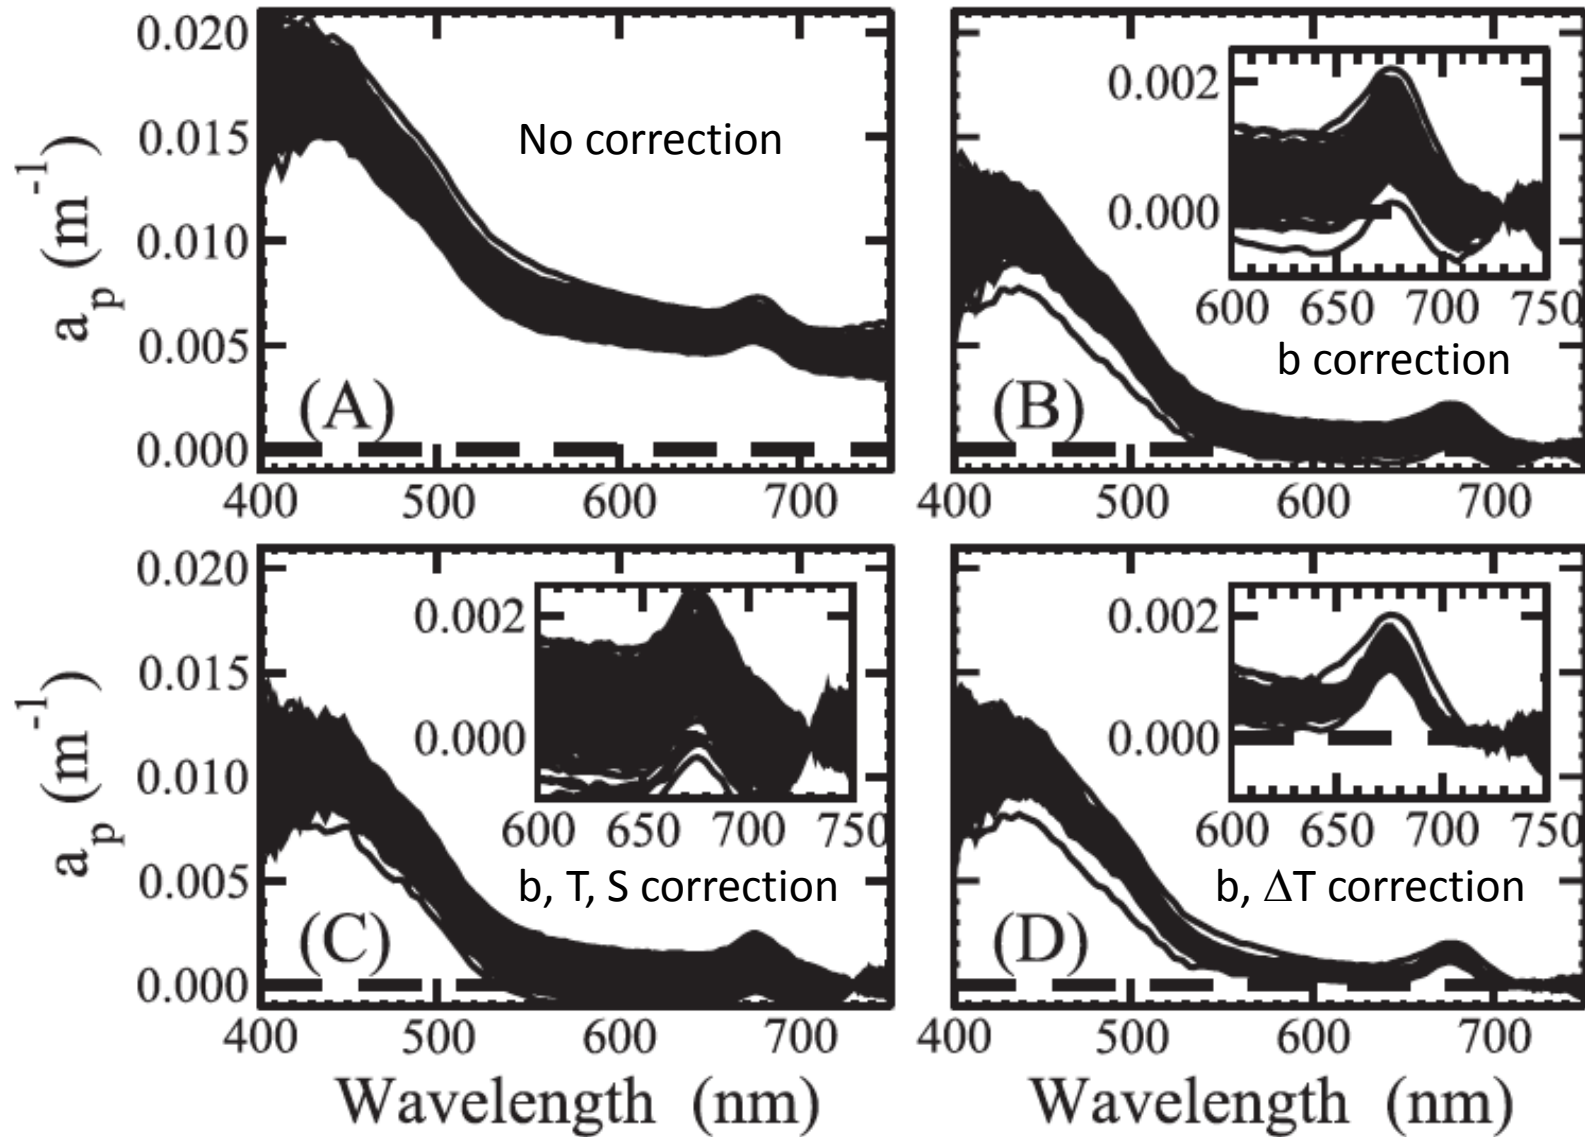 0.020
0.015
0.010
0.005
0.000
a_p (m^-1)
No correction
(A)
400 500 600 700
0.002
0.000
600 650 700 750
b correction
(B)
400 500 600 700
0.020
0.015
0.010
0.005
0.000
a_p (m^-1)
0.002
0.000
600 650 700 750
b, T, S correction
(C)
400 500 600 700
Wavelength (nm)
0.002
0.000
600 650 700 750
b, ΔT correction
(D)
400 500 600 700
Wavelength (nm)